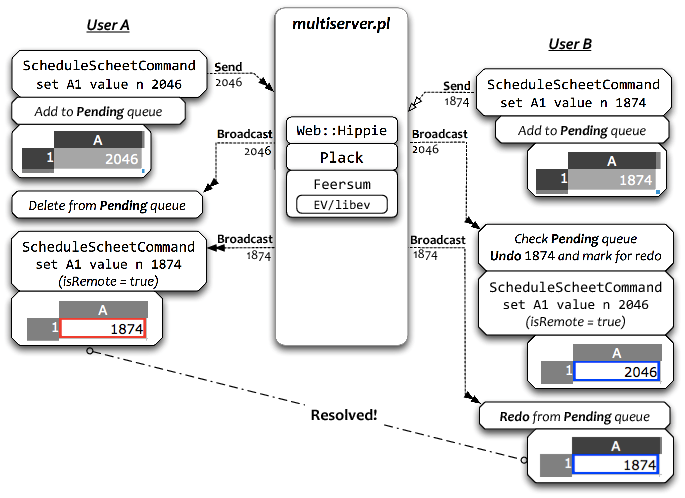 User A
ScheduleScheetCommand
set A1 value n 2046
Add to Pending queue
A
1 2046
Delete from Pending queue
ScheduleScheetCommand
set A1 value n 1874
(isRemote = true)
A
1 1874
Send
2046
Broadcast
2046
Broadcast
1874
multiserver.pl
Web::Hippie
Plack
Feersum
EV/libev
Send
1874
Broadcast
2046
Broadcast
1874
User B
ScheduleScheetCommand
set A1 value n 1874
Add to Pending queue
A
1 1874
Check Pending queue
Undo 1874 and mark for redo
ScheduleScheetCommand
set A1 value n 2046
(isRemote = true)
A
1 2046
Redo from Pending queue
A
1 1874
Resolved!